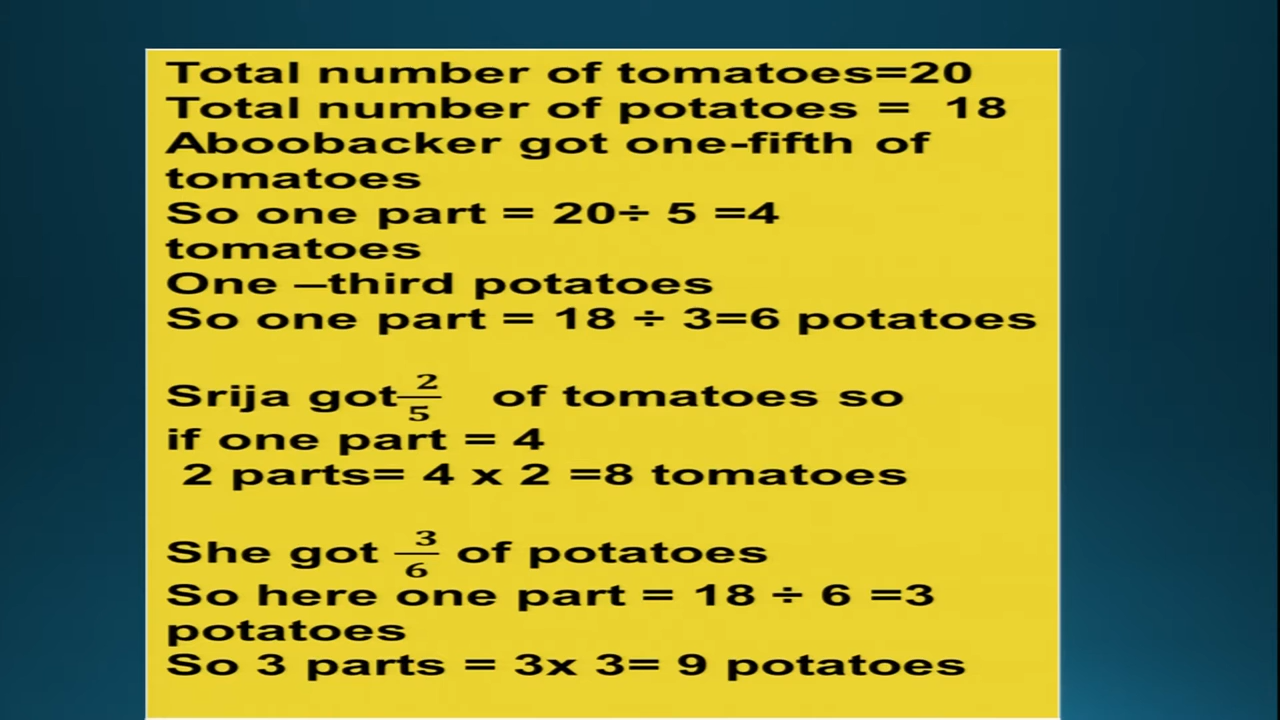 Total number of tomatoes=20
Total number of potatoes = 18
Aboobacker got one-fifth of
tomatoes
So one part = 20÷ 5 =4
tomatoes
One –third potatoes
So one part = 18 ÷ 3=6 potatoes
Srija got 2/5 of tomatoes so
if one part = 4
2 parts= 4 x 2 =8 tomatoes
She got 3/6 of potatoes
So here one part = 18 ÷ 6 =3
potatoes
So 3 parts = 3x 3= 9 potatoes